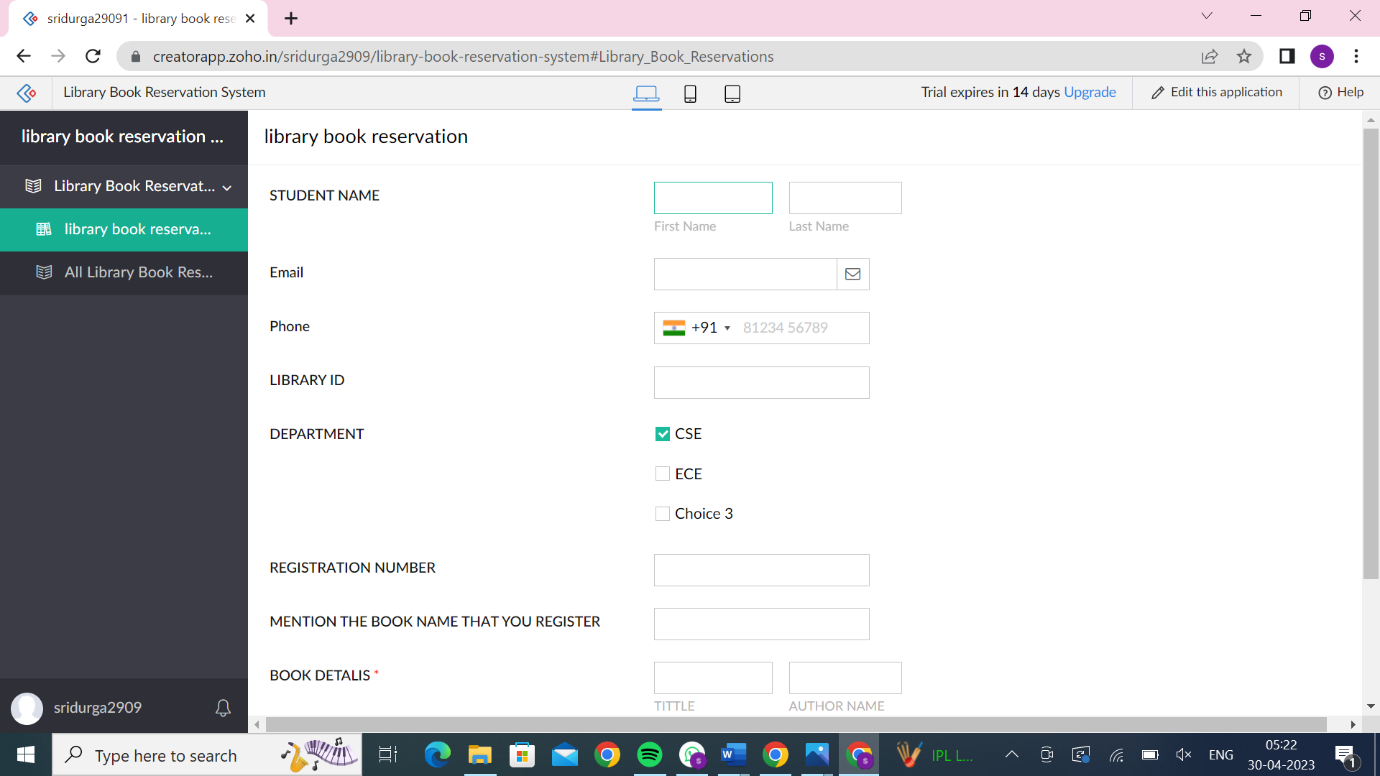 sridurga29091 - library book rese
creatorapp.zoho.in/sridurga2909/library-book-reservation-system#Library_Book_Reservations
s
Library Book Reservation System
Trial expires in 14 days Upgrade
Edit this application
Help
library book reservation ...
library book reservation
Library Book Reservat...
library book reserva...
All Library Book Res...
STUDENT NAME
First Name
Last Name
Email
Phone
+91
81234 56789
LIBRARY ID
DEPARTMENT
CSE
ECE
Choice 3
REGISTRATION NUMBER
MENTION THE BOOK NAME THAT YOU REGISTER
BOOK DETALIS *
TITTLE
AUTHOR NAME
sridurga2909
Type here to search
s
W
s
IPL L...
ENG
05:22
30-04-2023
1